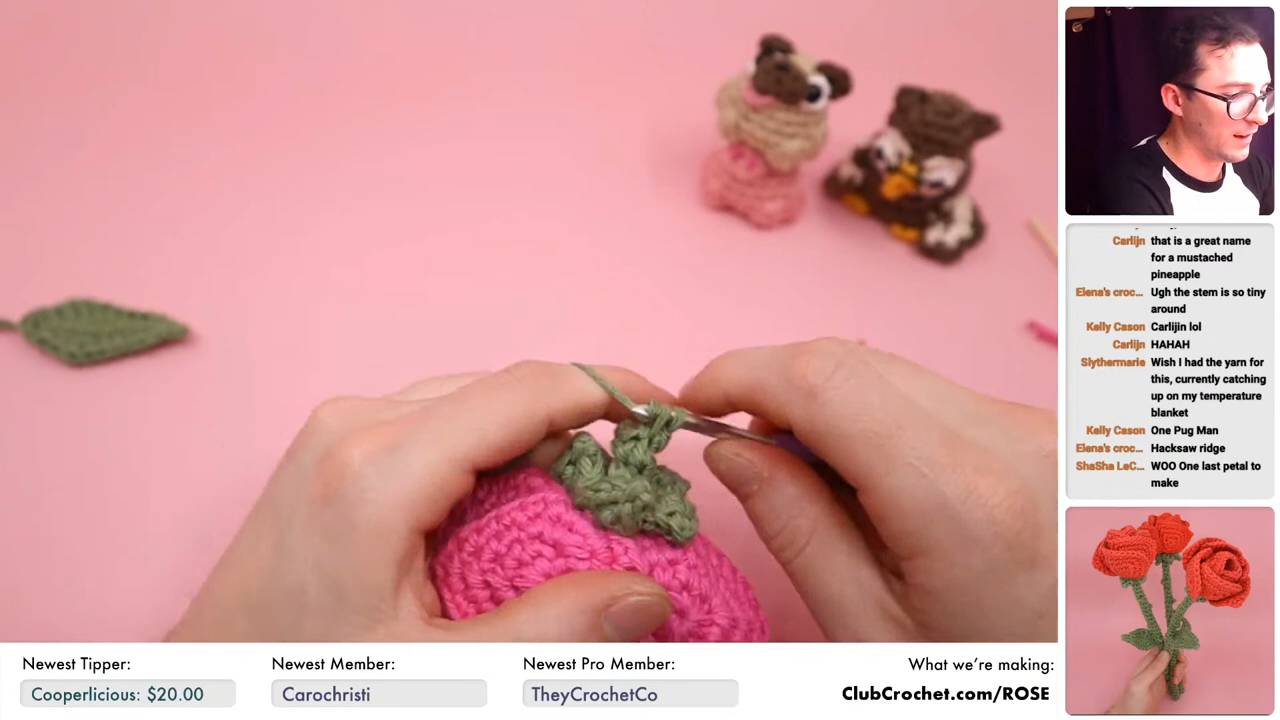 Carlijn that is a great name
for a mustached
pineapple
Elena's croc... Ugh the stem is so tiny
around
Kelly Cason Carlijin lol
Carlijn HAHAH
Slythermarie Wish I had the yarn for
this, currently catching
up on my temperature
blanket
Kelly Cason One Pug Man
Elena's croc... Hacksaw ridge
ShaSha LeC... WOO One last petal to
make
Newest Tipper:
Cooperlicious: $20.00
Newest Member:
Carochristi
Newest Pro Member:
TheyCrochetCo
What we're making:
ClubCrochet.com/ROSE